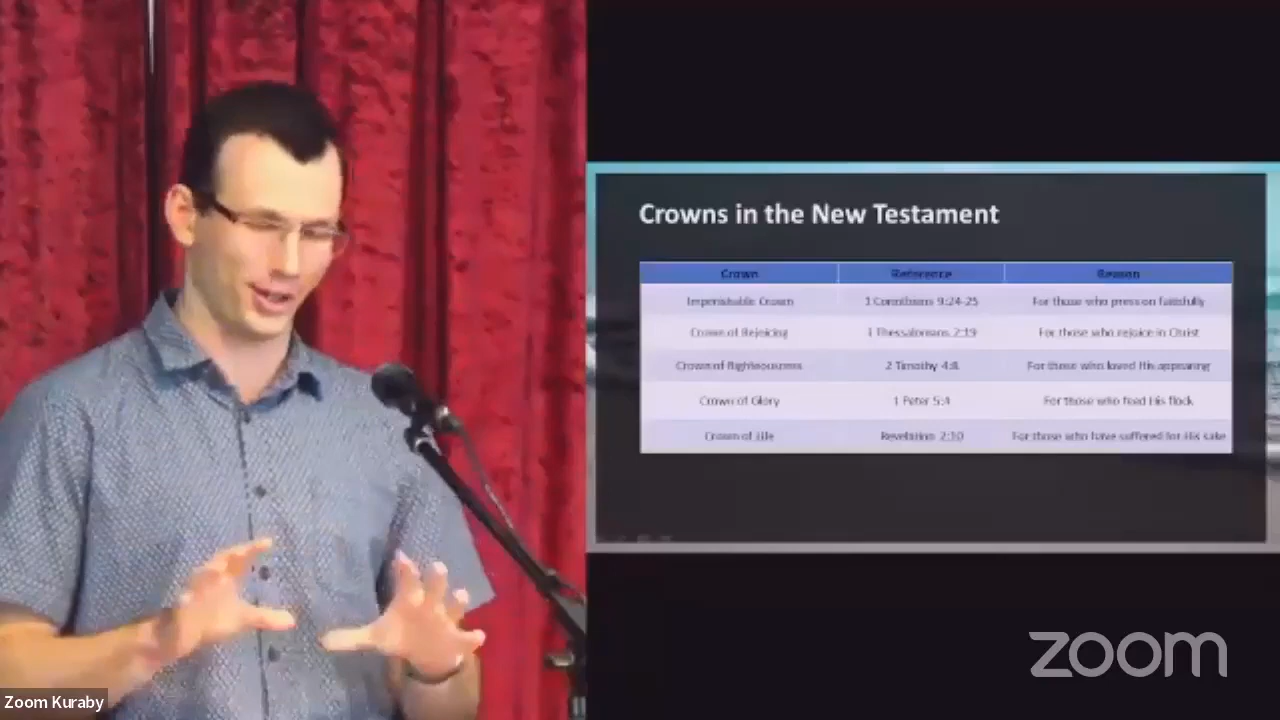 Crowns in the New Testament
Crown Reference Reason
Imperishable Crown 1 Corinthians 9:24-25 For those who press on faithfully
Crown of Rejoicing 1 Thessalonians 2:19 For those who rejoice in Christ
Crown of Righteousness 2 Timothy 4:8 For those who loved His appearing
Crown of Glory 1 Peter 5:4 For those who feed His flock
Crown of Life Revelation 2:10 For those who have suffered for His sake
zoom
Zoom Kuraby